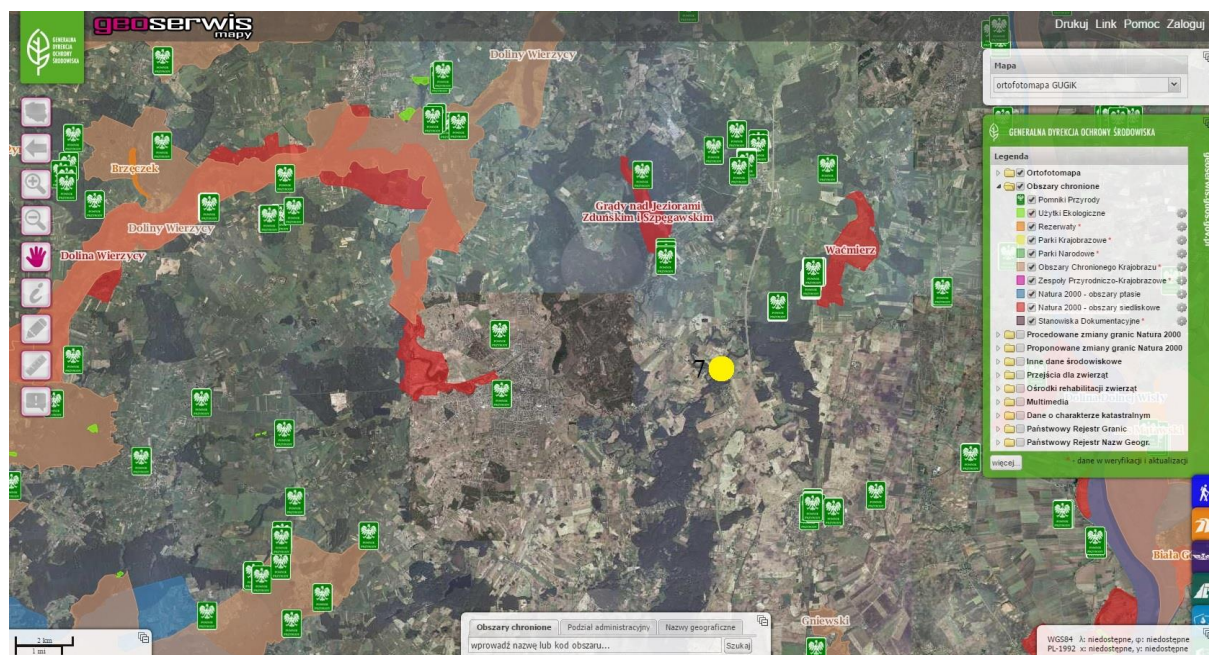 GENERALNA
DYREKCJA
OCHRONY
ŚRODOWISKA
geoserwis
mapy
Drukuj Link Pomoc Zaloguj
Mapa
ortofotomapa GUGiK
GENERALNA DYREKCJA OCHRONY ŚRODOWISKA
Legenda
Ortofotomapa
Obszary chronione
Pomniki Przyrody
Użytki Ekologiczne
Rezerwaty *
Parki Krajobrazowe *
Parki Narodowe *
Obszary Chronionego Krajobrazu *
Zespoły Przyrodniczo-Krajobrazowe *
Natura 2000 - obszary ptasie
Natura 2000 - obszary siedliskowe
Stanowiska Dokumentacyjne *
Procedowane zmiany granic Natura 2000
Proponowane zmiany granic Natura 2000
Inne dane środowiskowe
Przejścia dla zwierząt
Ośrodki rehabilitacji zwierząt
Multimedia
Dane o charakterze katastralnym
Państwowy Rejestr Granic
Państwowy Rejestr Nazw Geogr.
więcej...
* - dane w weryfikacji i aktualizacji
Doliny Wierzycy
Brzęczek
Doliny Wierzycy
Dolina Wierzycy
Grądy nad Jeziorami
Zduńskim i Szpęgawskim
Waćmierz
7
Gniewski
Biała G
2 km
1 mi
Obszary chronione
Podział administracyjny
Nazwy geograficzne
wprowadź nazwę lub kod obszaru...
Szukaj
WGS84 λ: niedostępne, φ: niedostępne
PL-1992 x: niedostępne, y: niedostępne